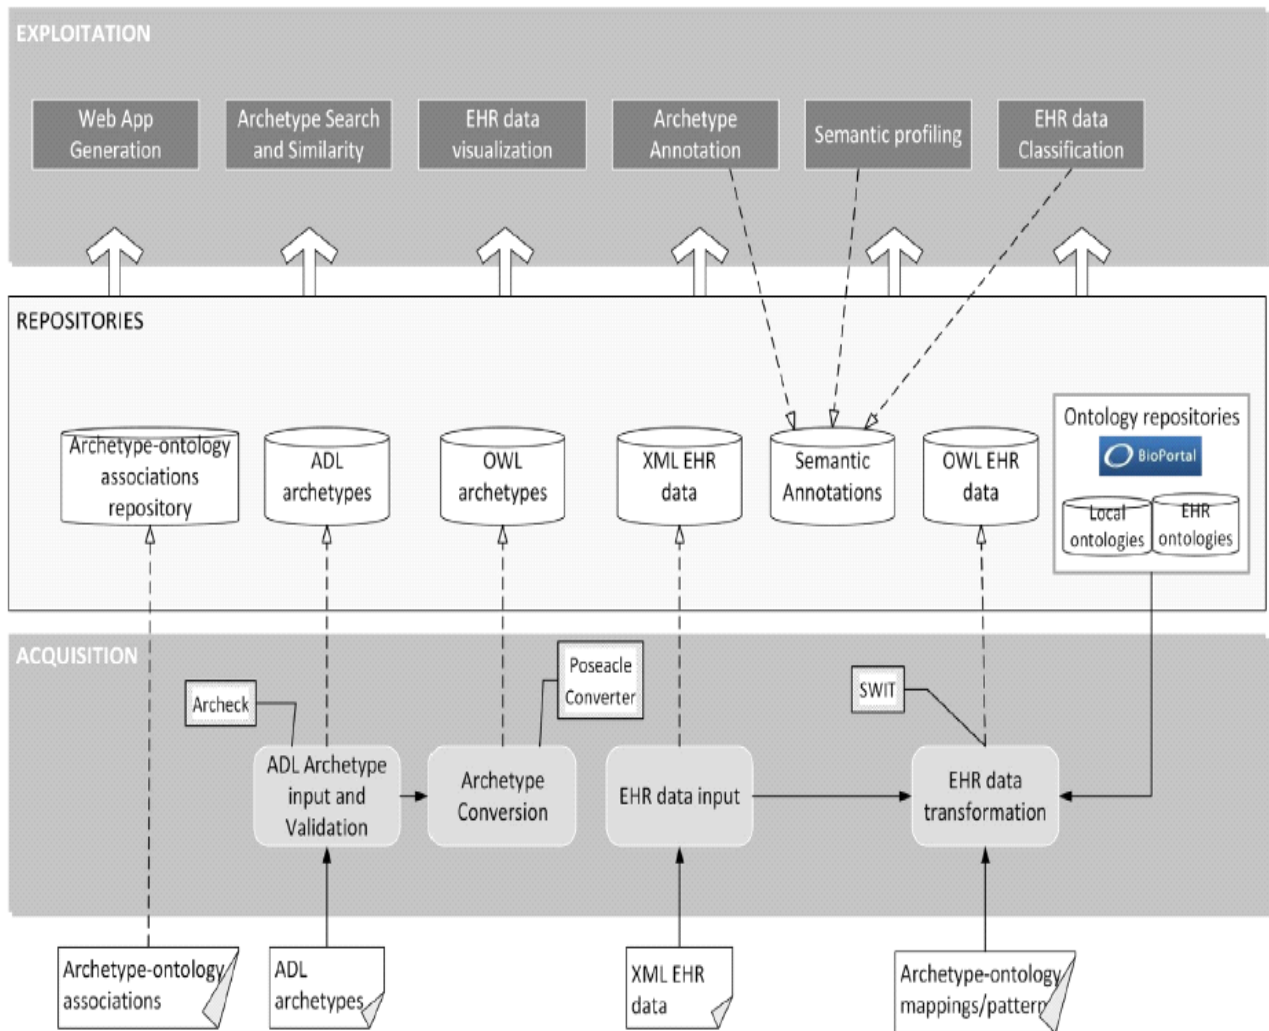 EXPLOITATION
Web App
Generation
Archetype Search
and Similarity
EHR data
visualization
Archetype
Annotation
Semantic profiling
EHR data
Classification
REPOSITORIES
Archetype-ontology
associations
repository
ADL
archetypes
OWL
archetypes
XML EHR
data
Semantic
Annotations
OWL EHR
data
Ontology repositories
BioPortal
Local
ontologies
EHR
ontologies
ACQUISITION
Archeck
Poseacle
Converter
SWIT
ADL Archetype
input and
Validation
Archetype
Conversion
EHR data input
EHR data
transformation
Archetype-ontology
associations
ADL
archetypes
XML EHR
data
Archetype-ontology
mappings/pattern